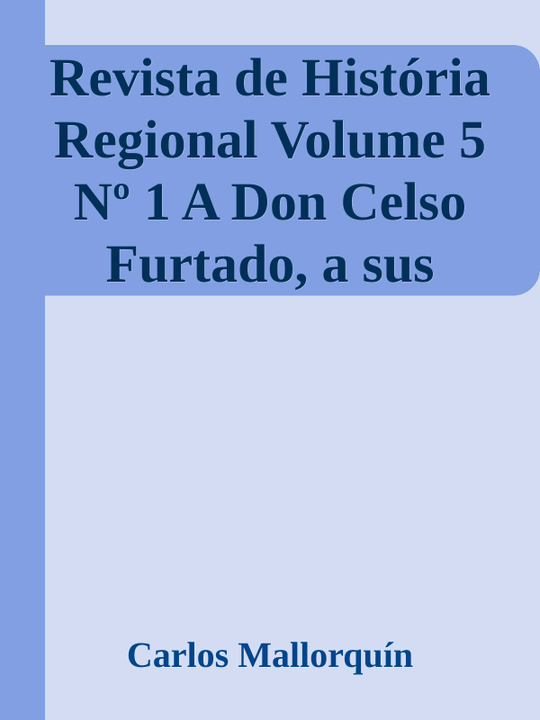 Revista de História
Regional Volume 5
Nº 1 A Don Celso
Furtado, a sus
Carlos Mallorquín